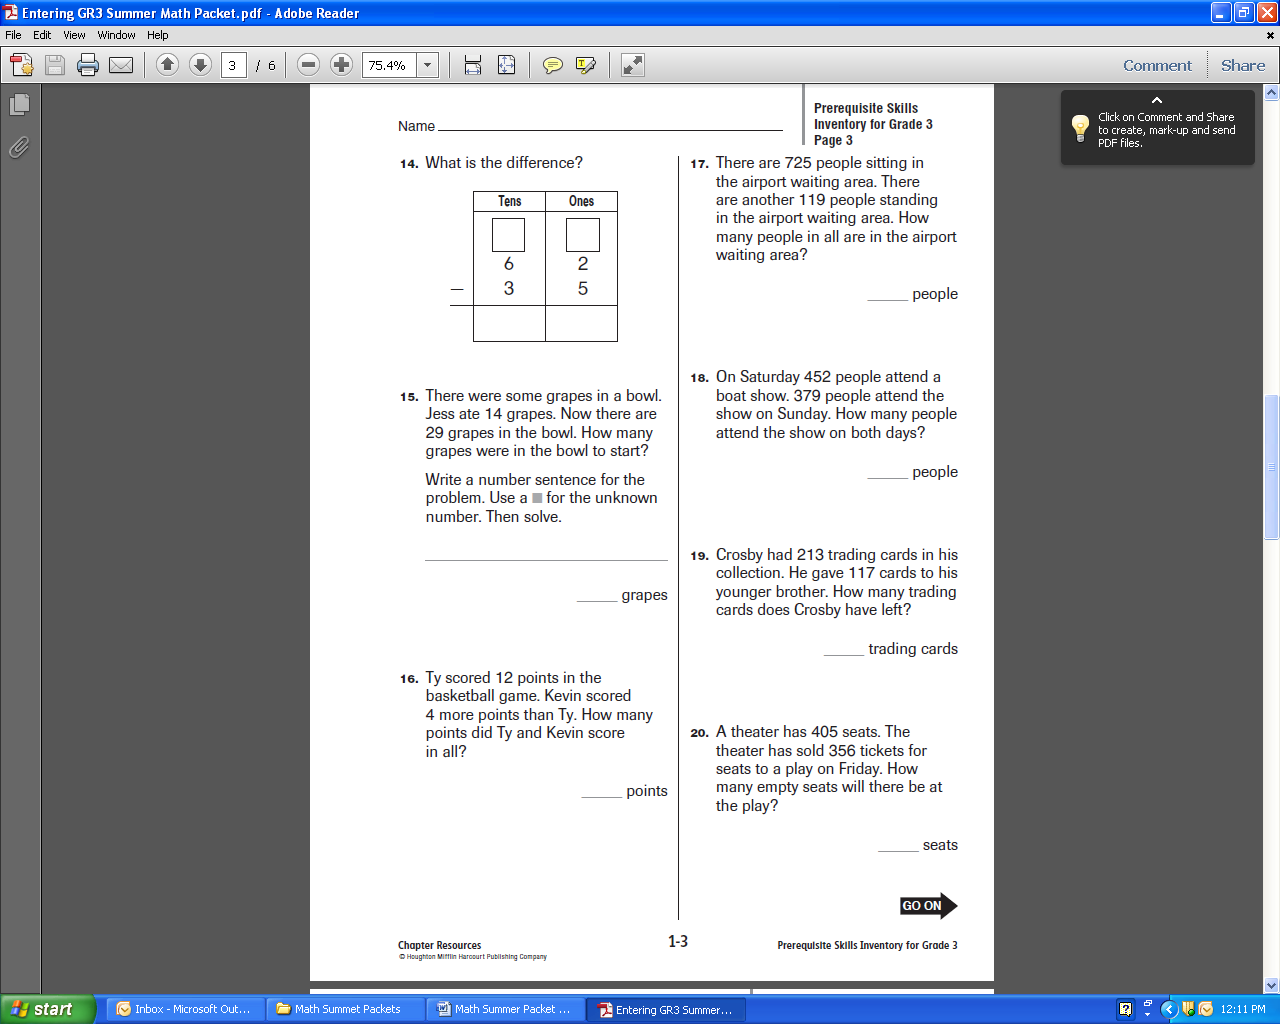 Entering GR3 Summer Math Packet.pdf - Adobe Reader
File Edit View Window Help
3 / 6 75.4% Comment Share
Click on Comment and Share
to create, mark-up and send
PDF files.
Name
Prerequisite Skills
Inventory for Grade 3
Page 3
14. What is the difference?
Tens Ones
6 2
− 3 5
15. There were some grapes in a bowl.
Jess ate 14 grapes. Now there are
29 grapes in the bowl. How many
grapes were in the bowl to start?
Write a number sentence for the
problem. Use a ■ for the unknown
number. Then solve.
_____ grapes
16. Ty scored 12 points in the
basketball game. Kevin scored
4 more points than Ty. How many
points did Ty and Kevin score
in all?
_____ points
17. There are 725 people sitting in
the airport waiting area. There
are another 119 people standing
in the airport waiting area. How
many people in all are in the airport
waiting area?
_____ people
18. On Saturday 452 people attend a
boat show. 379 people attend the
show on Sunday. How many people
attend the show on both days?
_____ people
19. Crosby had 213 trading cards in his
collection. He gave 117 cards to his
younger brother. How many trading
cards does Crosby have left?
_____ trading cards
20. A theater has 405 seats. The
theater has sold 356 tickets for
seats to a play on Friday. How
many empty seats will there be at
the play?
_____ seats
GO ON
Chapter Resources
© Houghton Mifflin Harcourt Publishing Company
1-3
Prerequisite Skills Inventory for Grade 3
start Inbox - Microsoft Out... Math Summet Packets Math Summer Packet ... Entering GR3 Summer... 12:11 PM